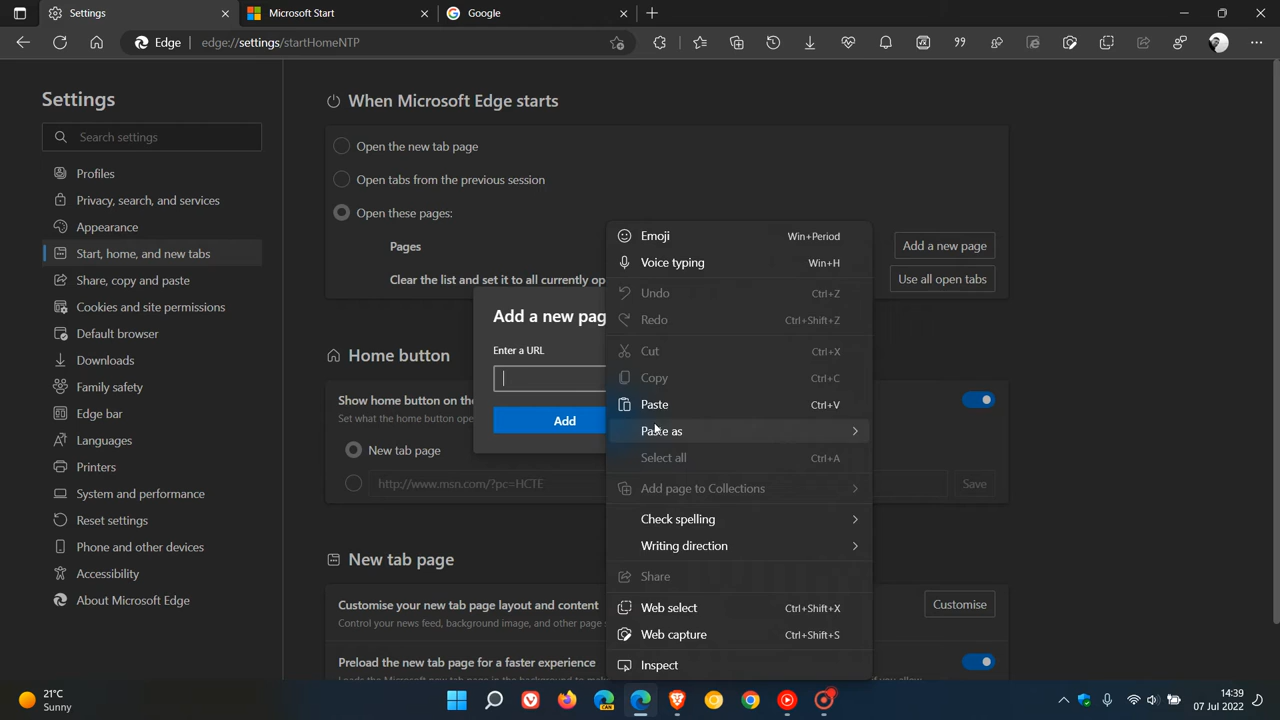 Settings
Microsoft Start
Google
Edge
edge://settings/startHomeNTP
Settings
Search settings
Profiles
Privacy, search, and services
Appearance
Start, home, and new tabs
Share, copy and paste
Cookies and site permissions
Default browser
Downloads
Family safety
Edge bar
Languages
Printers
System and performance
Reset settings
Phone and other devices
Accessibility
About Microsoft Edge
When Microsoft Edge starts
Open the new tab page
Open tabs from the previous session
Open these pages:
Pages
Add a new page
Clear the list and set it to all currently op
Use all open tabs
Add a new pag
Enter a URL
Add
Emoji Win+Period
Voice typing Win+H
Undo Ctrl+Z
Redo Ctrl+Shift+Z
Cut Ctrl+X
Copy Ctrl+C
Paste Ctrl+V
Paste as
Select all Ctrl+A
Add page to Collections
Check spelling
Writing direction
Share
Web select Ctrl+Shift+X
Web capture Ctrl+Shift+S
Inspect
Home button
Show home button on the
Set what the home button ope
New tab page
http://www.msn.com/?pc=HCTE
Save
New tab page
Customise your new tab page layout and content
Control your news feed, background image, and other page s
Customise
Preload the new tab page for a faster experience
21°C
Sunny
CAN
14:39
07 Jul 2022